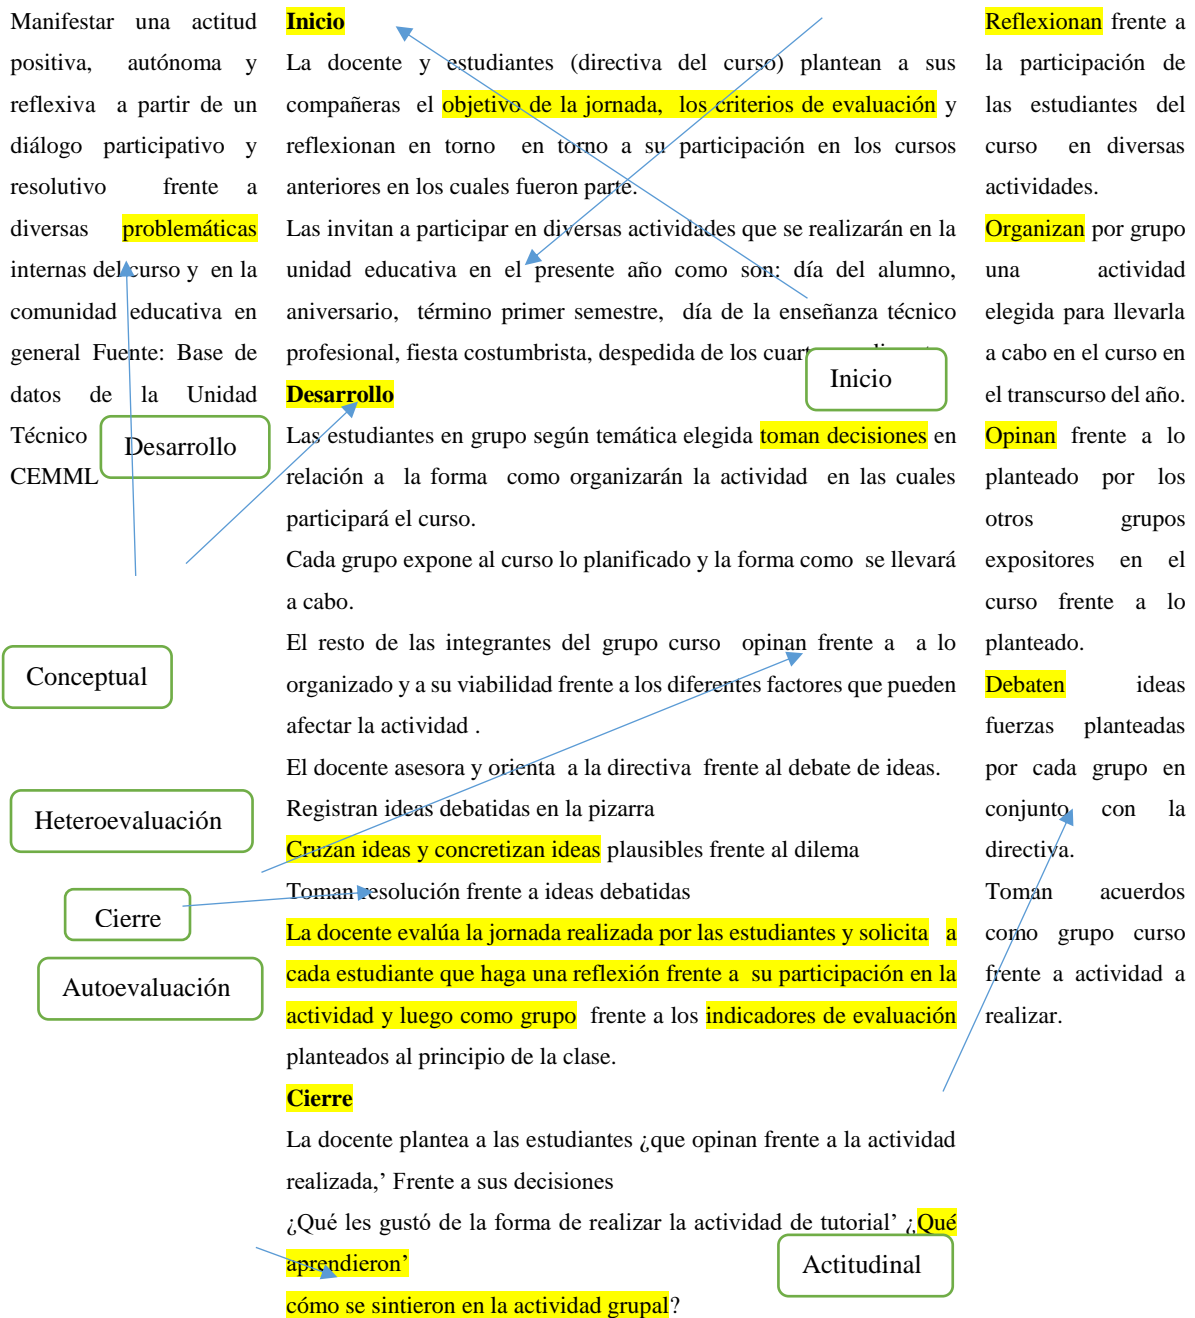 Manifestar una actitud
positiva, autónoma y
reflexiva a partir de un
diálogo participativo y
resolutivo frente a
diversas problemáticas
internas del curso y en la
comunidad educativa en
general Fuente: Base de
datos de la Unidad
Técnico
CEMML
Desarrollo
Conceptual
Heteroevaluación
Cierre
Autoevaluación
Inicio
La docente y estudiantes (directiva del curso) plantean a sus
compañeras el objetivo de la jornada, los criterios de evaluación y
reflexionan en torno en torno a su participación en los cursos
anteriores en los cuales fueron parte.
Las invitan a participar en diversas actividades que se realizarán en la
unidad educativa en el presente año como son: día del alumno,
aniversario, término primer semestre, día de la enseñanza técnico
profesional, fiesta costumbrista, despedida de los
Inicio
Desarrollo
Las estudiantes en grupo según temática elegida toman decisiones en
relación a la forma como organizarán la actividad en las cuales
participará el curso.
Cada grupo expone al curso lo planificado y la forma como se llevará
a cabo.
El resto de las integrantes del grupo curso opinan frente a a lo
organizado y a su viabilidad frente a los diferentes factores que pueden
afectar la actividad .
El docente asesora y orienta a la directiva frente al debate de ideas.
Registran ideas debatidas en la pizarra
Cruzan ideas y concretizan ideas plausibles frente al dilema
Toman resolución frente a ideas debatidas
La docente evalúa la jornada realizada por las estudiantes y solicita a
cada estudiante que haga una reflexión frente a su participación en la
actividad y luego como grupo frente a los indicadores de evaluación
planteados al principio de la clase.
Cierre
La docente plantea a las estudiantes ¿que opinan frente a la actividad
realizada,’ Frente a sus decisiones
¿Qué les gustó de la forma de realizar la actividad de tutorial’ ¿Qué
aprendieron’
cómo se sintieron en la actividad grupal?
Actitudinal
Reflexionan frente a
la participación de
las estudiantes del
curso en diversas
actividades.
Organizan por grupo
una actividad
elegida para llevarla
a cabo en el curso en
el transcurso del año.
Opinan frente a lo
planteado por los
otros grupos
expositores en el
curso frente a lo
planteado.
Debaten ideas
fuerzas planteadas
por cada grupo en
conjunto con la
directiva.
Toman acuerdos
como grupo curso
frente a actividad a
realizar.